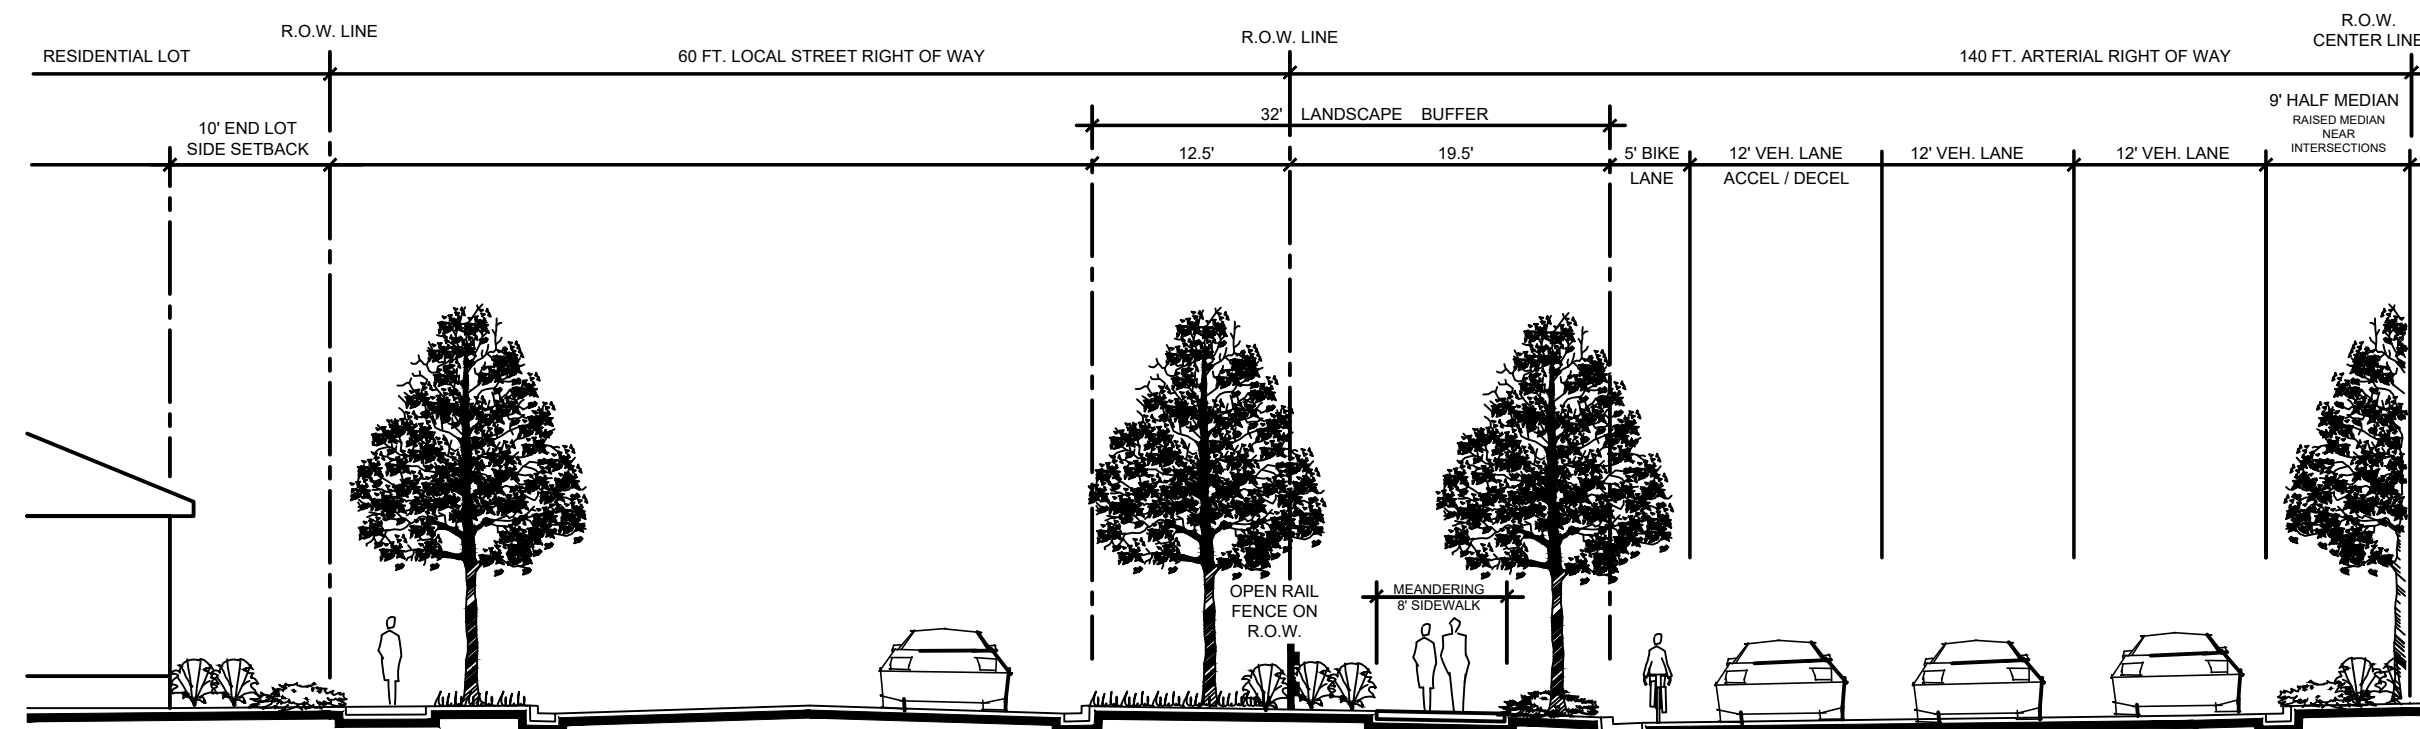 R.O.W. LINE
RESIDENTIAL LOT
60 FT. LOCAL STREET RIGHT OF WAY
R.O.W. LINE
140 FT. ARTERIAL RIGHT OF WAY
R.O.W.
CENTER LINE
10' END LOT
SIDE SETBACK
32' LANDSCAPE BUFFER
12.5'
19.5'
5' BIKE
LANE
12' VEH. LANE
ACCEL / DECEL
12' VEH. LANE
12' VEH. LANE
9' HALF MEDIAN
RAISED MEDIAN
NEAR
INTERSECTIONS
OPEN RAIL
FENCE ON
R.O.W.
MEANDERING
8' SIDEWALK